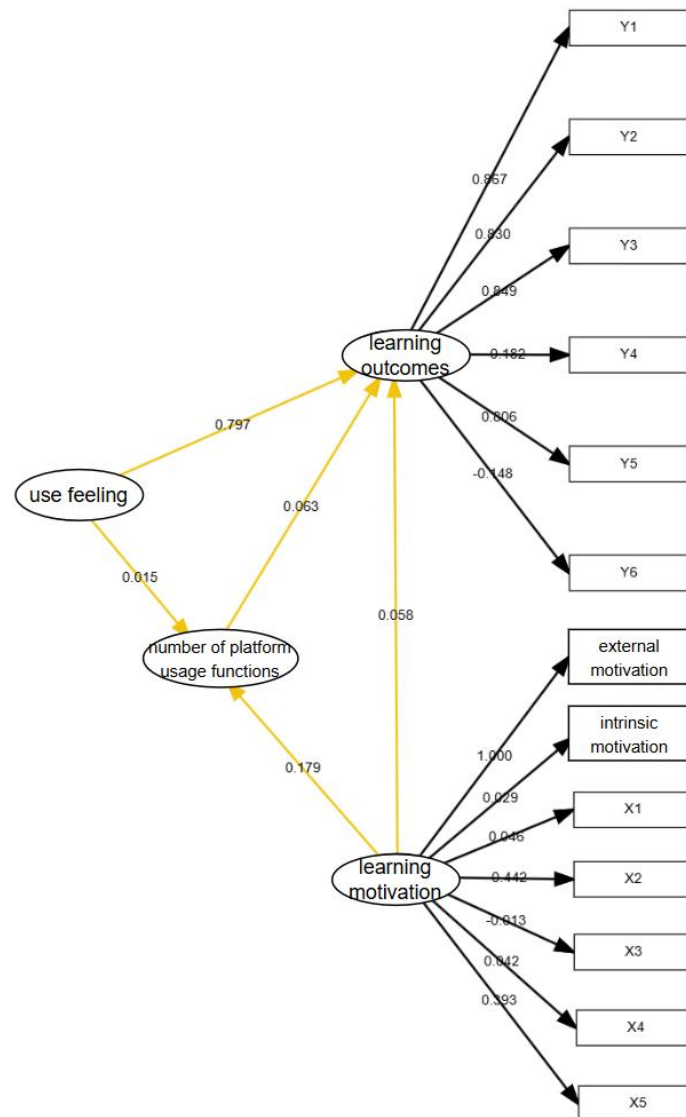 Y1
Y2
0.867
0.830
Y3
0.849
learning
outcomes
0.182
Y4
0.797
0.806
Y5
-0.148
use feeling
0.063
Y6
0.015
0.058
number of platform
usage functions
external
motivation
intrinsic
motivation
0.179
1.000
0.029
X1
0.046
learning
motivation
0.442
X2
-0.013
X3
0.042
0.393
X4
X5